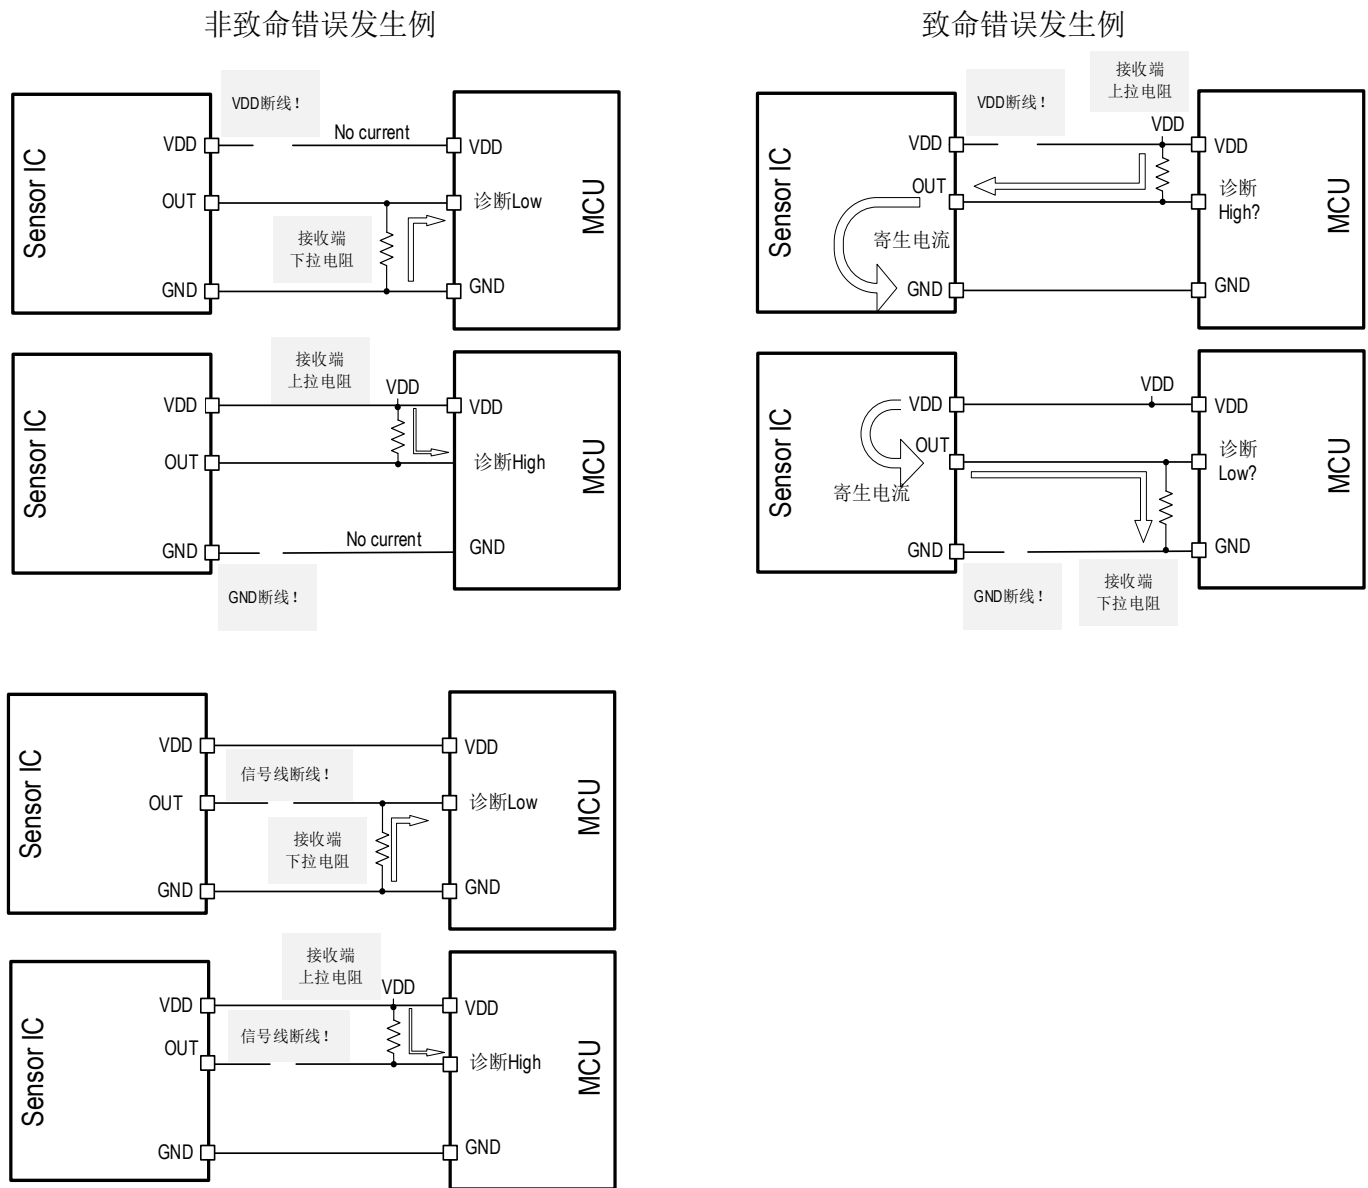 非致命错误发生例
致命错误发生例
VDD断线！
No current
Sensor IC
VDD
OUT
GND
接收端
下拉电阻
VDD
诊断Low
GND
MCU
接收端
上拉电阻
VDD
Sensor IC
VDD
OUT
GND
No current
GND断线！
VDD
诊断High
GND
MCU
Sensor IC
VDD
OUT
GND
信号线断线！
接收端
下拉电阻
VDD
诊断Low
GND
MCU
接收端
上拉电阻
VDD
Sensor IC
VDD
OUT
GND
信号线断线！
VDD
诊断High
GND
MCU
VDD断线！
接收端
上拉电阻
VDD
Sensor IC
VDD
OUT
寄生电流
GND
VDD
诊断
High?
GND
MCU
Sensor IC
VDD
OUT
寄生电流
GND
VDD
GND断线！
接收端
下拉电阻
VDD
诊断
Low?
GND
MCU